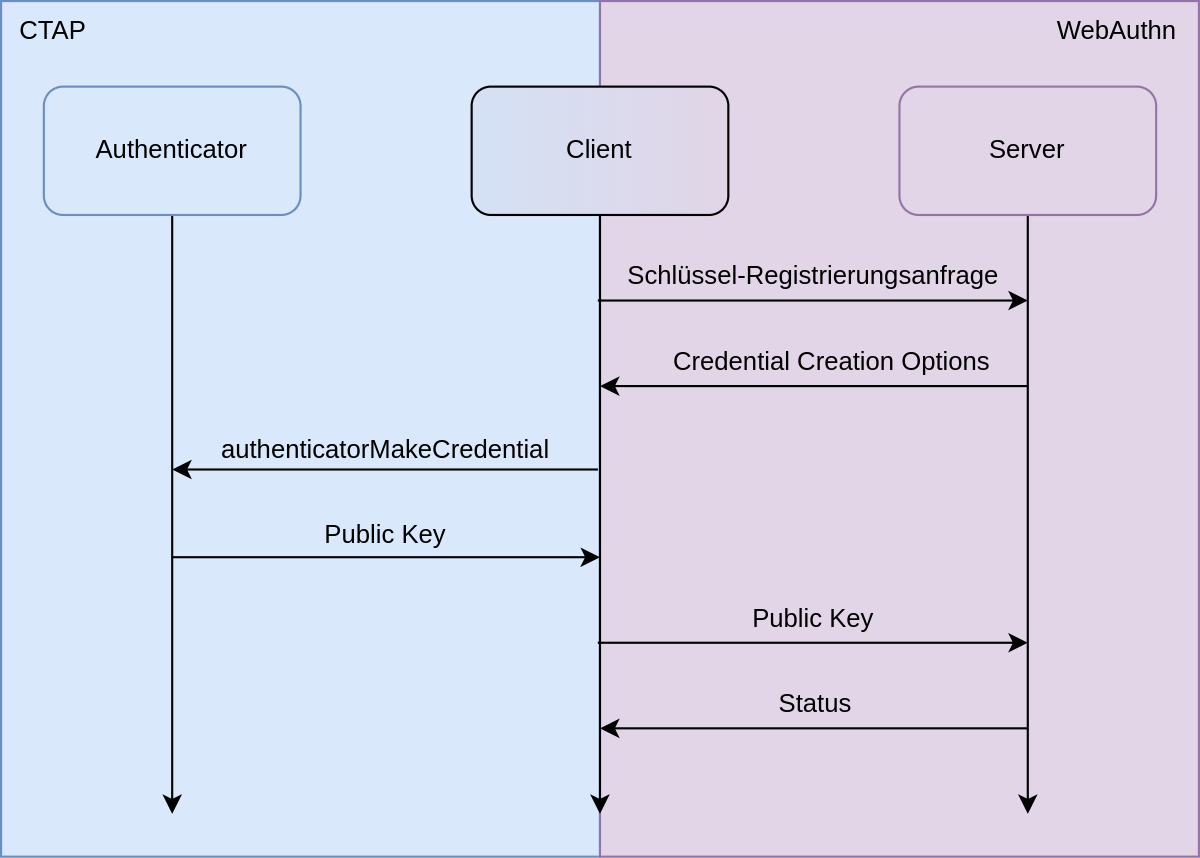 CTAP
WebAuthn
Authenticator
Client
Server
Schlüssel-Registrierungsanfrage
Credential Creation Options
authenticatorMakeCredential
Public Key
Public Key
Status